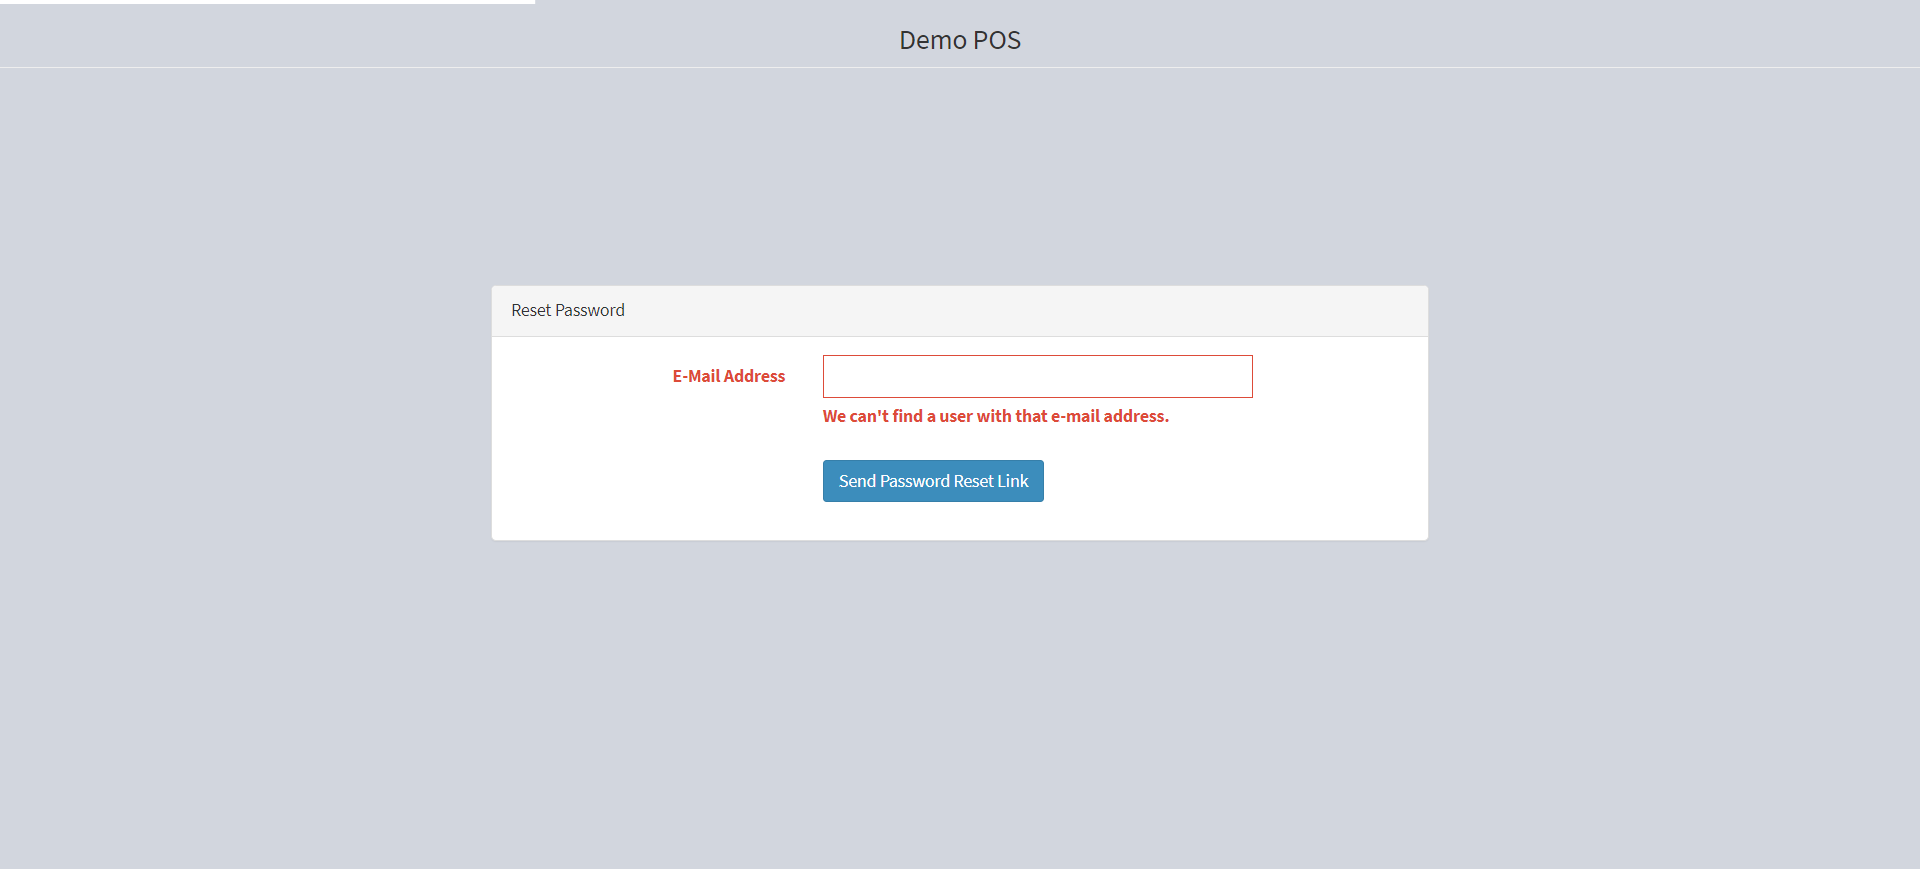 Demo POS
Reset Password
E-Mail Address
We can't find a user with that e-mail address.
Send Password Reset Link